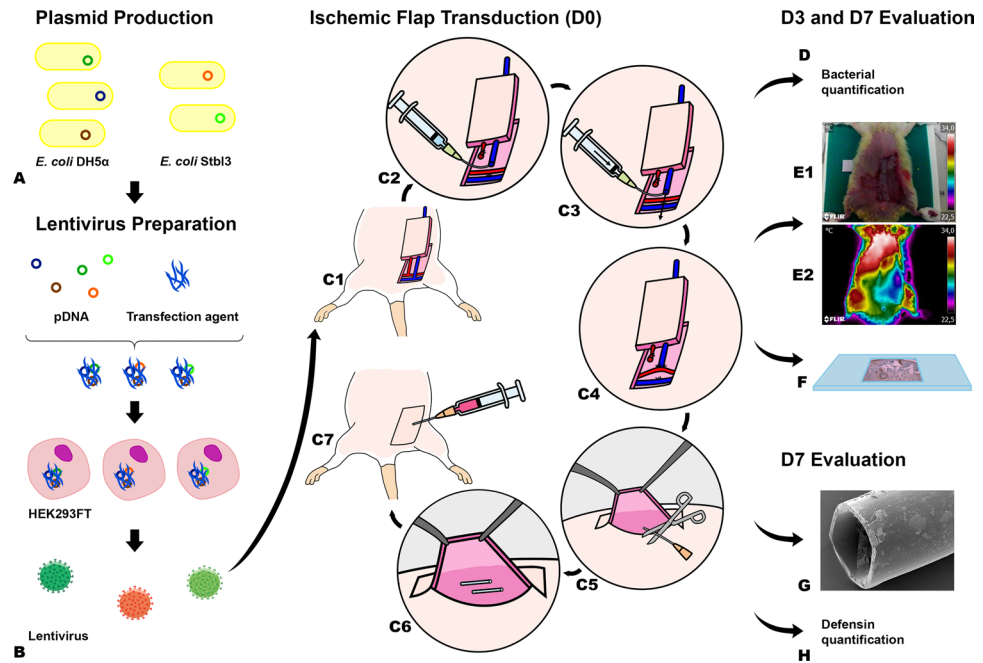 Plasmid Production
E. coli DH5α
E. coli Stbl3
A
Lentivirus Preparation
pDNA
Transfection agent
HEK293FT
Lentivirus
B
Ischemic Flap Transduction (D0)
C1
C2
C3
C4
C5
C6
C7
D3 and D7 Evaluation
D
Bacterial
quantification
E1
°C
34,0
22,5
FLIR
E2
°C
34,0
22,5
FLIR
F
D7 Evaluation
G
Defensin
quantification
H